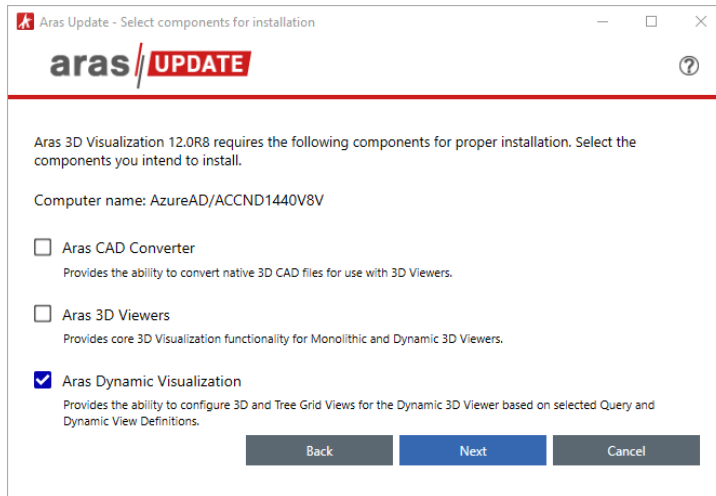 Aras Update - Select components for installation
aras UPDATE
?
Aras 3D Visualization 12.0R8 requires the following components for proper installation. Select the
components you intend to install.
Computer name: AzureAD/ACCND1440V8V
Aras CAD Converter
Provides the ability to convert native 3D CAD files for use with 3D Viewers.
Aras 3D Viewers
Provides core 3D Visualization functionality for Monolithic and Dynamic 3D Viewers.
Aras Dynamic Visualization
Provides the ability to configure 3D and Tree Grid Views for the Dynamic 3D Viewer based on selected Query and
Dynamic View Definitions.
Back Next Cancel